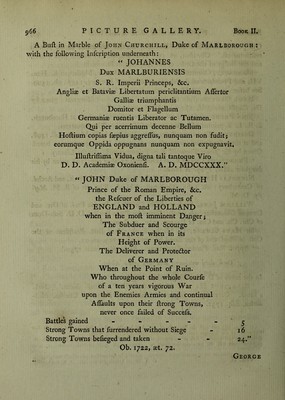 966 PICTURE GALLERY. Book II.
A Bust in Marble of John Churchill, Duke of Marlborough:
with the following Inscription underneath:
" JOHANNES
Dux MARLBURIENSIS
S. R. Imperii Princeps, &c.
Angliæ et Bataviæ Libertatum periclitantium Assertor
Galliæ triumphantis
Domitor et Flagellum
Germaniæ ruentis Liberator ac Tutamen.
Qui per acerrimum decenne Bellum
Hostium copias sæpius aggressus, nunquam non fudit;
eorumque Oppida oppugnans nunquam non expugnavit.
Illustrissima Vidua, digna tali tantoque Viro
D. D. Academiæ Oxoniensi. A. D. MDCCXXX."
" JOHN Duke of MARLBOROUGH
Prince of the Roman Empire, &c.
the Rescuer of the Liberties of
ENGLAND and HOLLAND
when in the most imminent Danger;
The Subduer and Scourge
of France when in its
Height of Power.
The Deliverer and Protector
of Germany
When at the Point of Ruin.
Who throughout the whole Course
of a ten years vigorous War
upon the Enemies Armies and continual
Assaults upon their strong Towns,
never once failed of Success.
Battles gained - - - - - 5
Strong Towns that surrendered without Siege - 16
Strong Towns besieged and taken - - 24."
Ob. 1722, æt. 72.
George